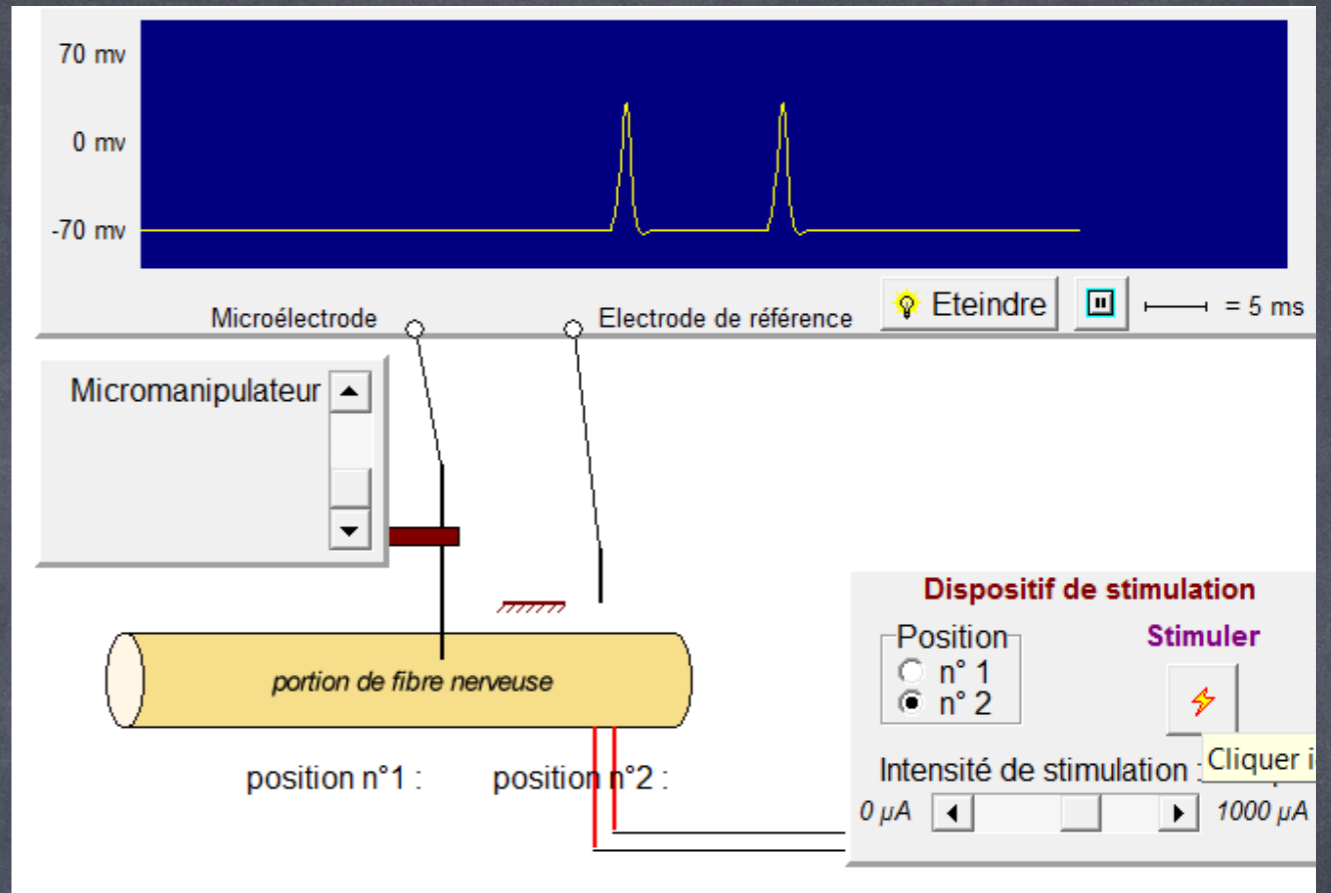 70 mv
0 mv
-70 mv
Microélectrode
Electrode de référence
Eteindre
= 5 ms
Micromanipulateur
portion de fibre nerveuse
position n°1 :
position n°2 :
Dispositif de stimulation
Position
n° 1
n° 2
Stimuler
Cliquer
Intensité de stimulation :
0 µA
1000 µA